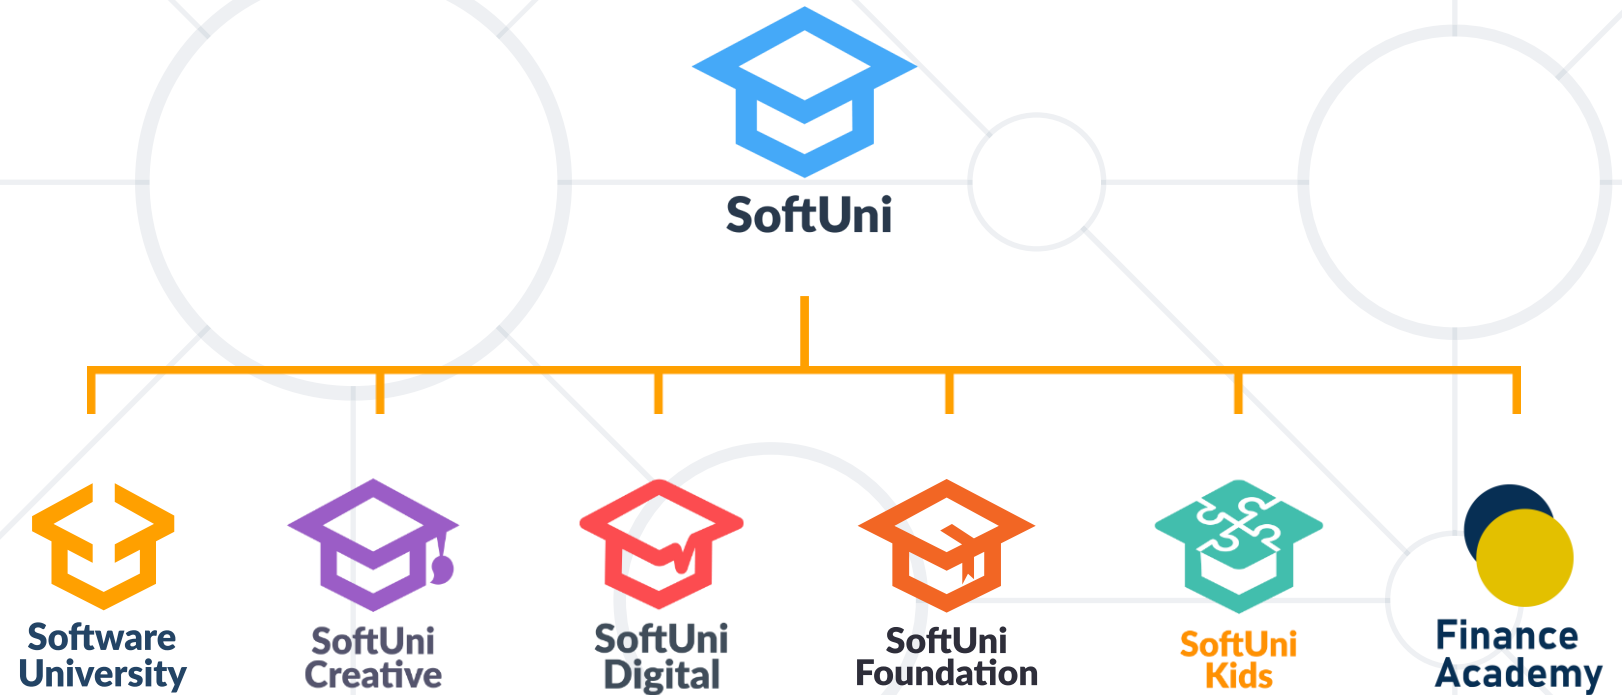 SoftUni
Software
University
SoftUni
Creative
SoftUni
Digital
SoftUni
Foundation
SoftUni
Kids
Finance
Academy